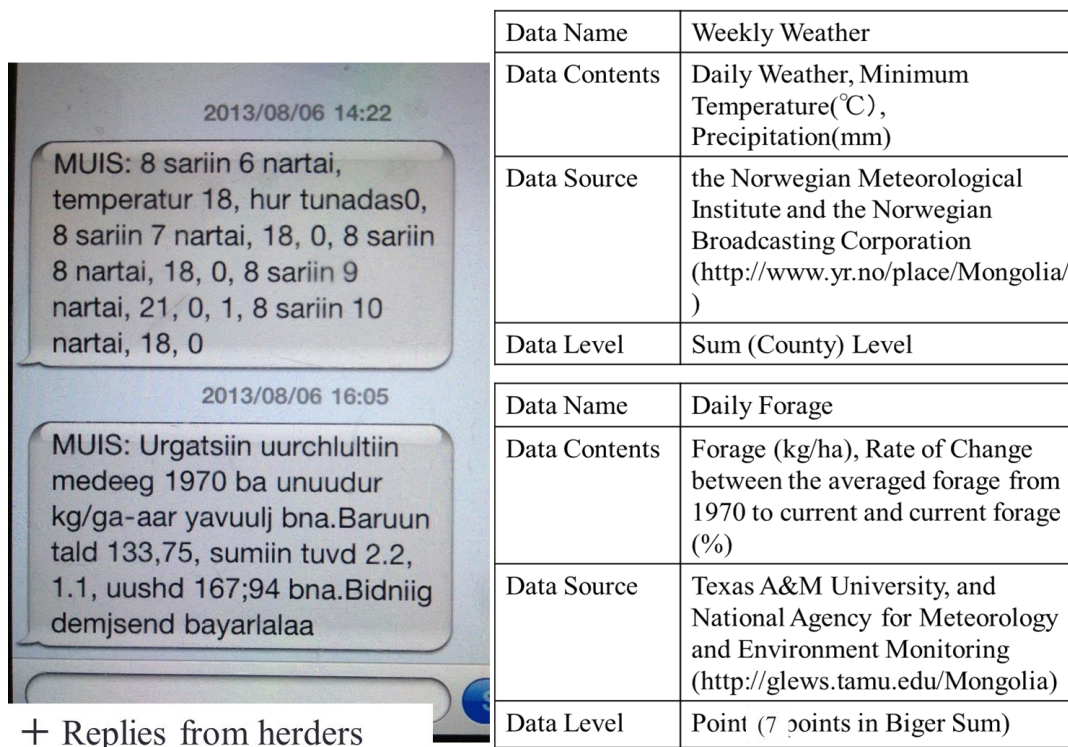 2013/08/06 14:22
MUIS: 8 sariin 6 nartai,
temperatur 18, hur tunadas0,
8 sariin 7 nartai, 18, 0, 8 sariin
8 nartai, 18, 0, 8 sariin 9
nartai, 21, 0, 1, 8 sariin 10
nartai, 18, 0
2013/08/06 16:05
MUIS: Urgatsiin uurchlultiin
medeeg 1970 ba unuudur
kg/ga-aar yavuulj bna.Baruun
tald 133,75, sumiin tuvd 2.2,
1.1, uushd 167;94 bna.Bidniig
demjsend bayarlalaa
+ Replies from herders
Data Name Weekly Weather
Data Contents Daily Weather, Minimum
Temperature(℃),
Precipitation(mm)
Data Source the Norwegian Meteorological
Institute and the Norwegian
Broadcasting Corporation
(http://www.yr.no/place/Mongolia/
)
Data Level Sum (County) Level
Data Name Daily Forage
Data Contents Forage (kg/ha), Rate of Change
between the averaged forage from
1970 to current and current forage
(%)
Data Source Texas A&M University, and
National Agency for Meteorology
and Environment Monitoring
(http://glews.tamu.edu/Mongolia)
Data Level Point (7 points in Biger Sum)